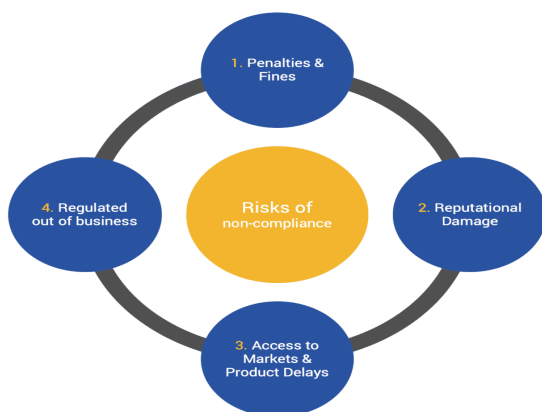 1. Penalties &
Fines
2. Reputational
Damage
3. Access to
Markets &
Product Delays
4. Regulated
out of business
Risks of
non-compliance